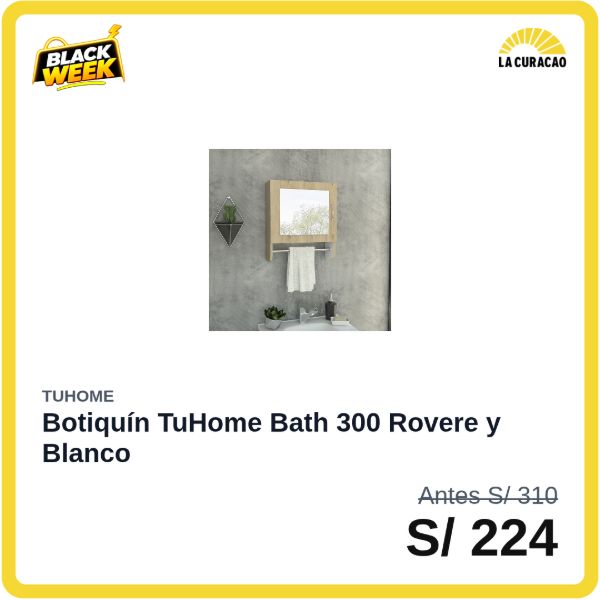 BLACK
WEEK
LA CURACAO
TUHOME
Botiquín TuHome Bath 300 Rovere y
Blanco
Antes S/ 310
S/ 224